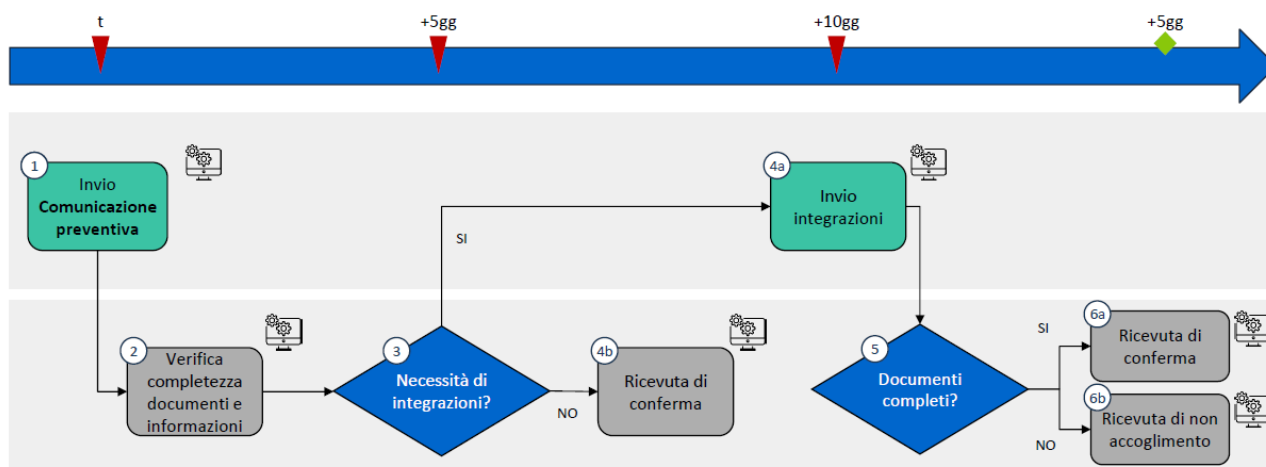 t
+5gg
+10gg
+5gg
1
Invio
Comunicazione
preventiva
4a
Invio
integrazioni
SI
2
Verifica
completezza
documenti e
informazioni
3
Necessità di
integrazioni?
NO
4b
Ricevuta di
conferma
5
Documenti
completi?
SI
6a
Ricevuta di
conferma
NO
6b
Ricevuta di non
accoglimento